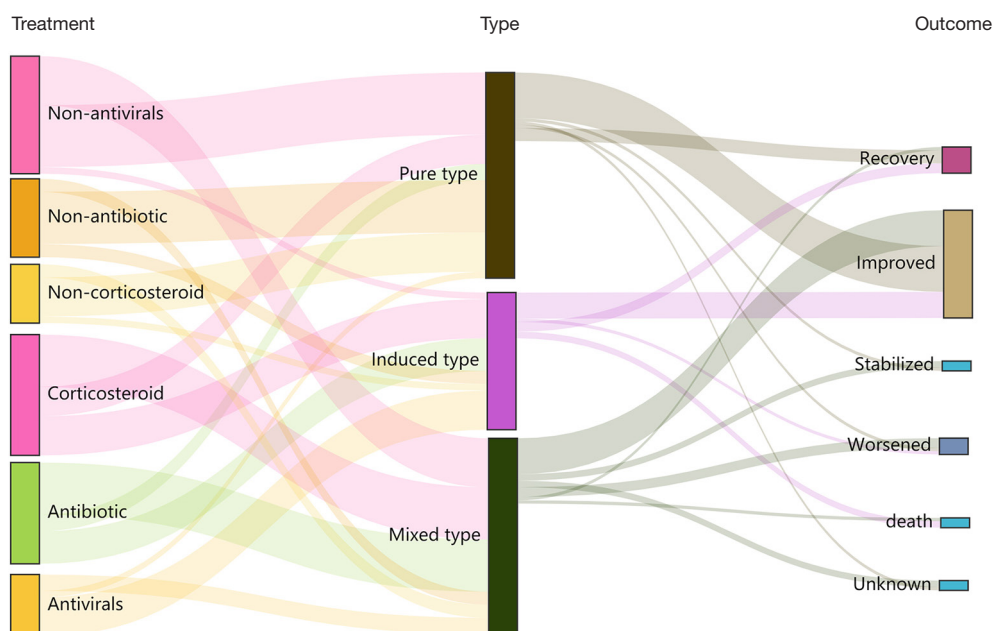 Treatment
Type
Outcome
Non-antivirals
Non-antibiotic
Non-corticosteroid
Corticosteroid
Antibiotic
Antivirals
Pure type
Induced type
Mixed type
Recovery
Improved
Stabilized
Worsened
death
Unknown